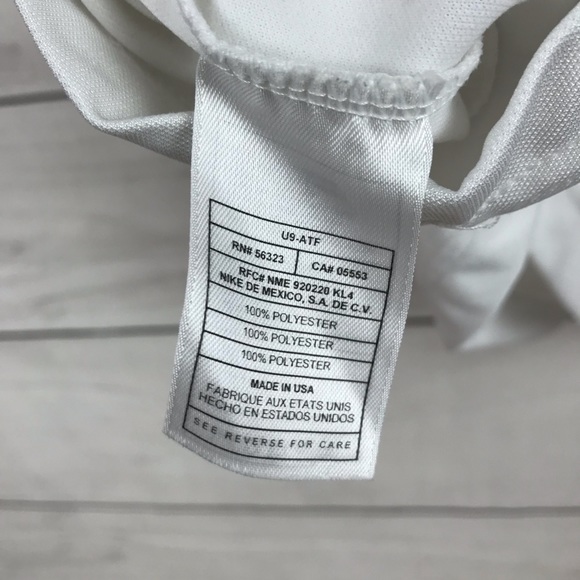 U9-ATF
RN# 56323 CA# 05553
RFC# NME 920220 KL4
NIKE DE MEXICO, S.A. DE C.V.
100% POLYESTER
100% POLYESTER
100% POLYESTER
MADE IN USA
FABRIQUE AUX ETATS UNIS
HECHO EN ESTADOS UNIDOS
SEE REVERSE FOR CARE